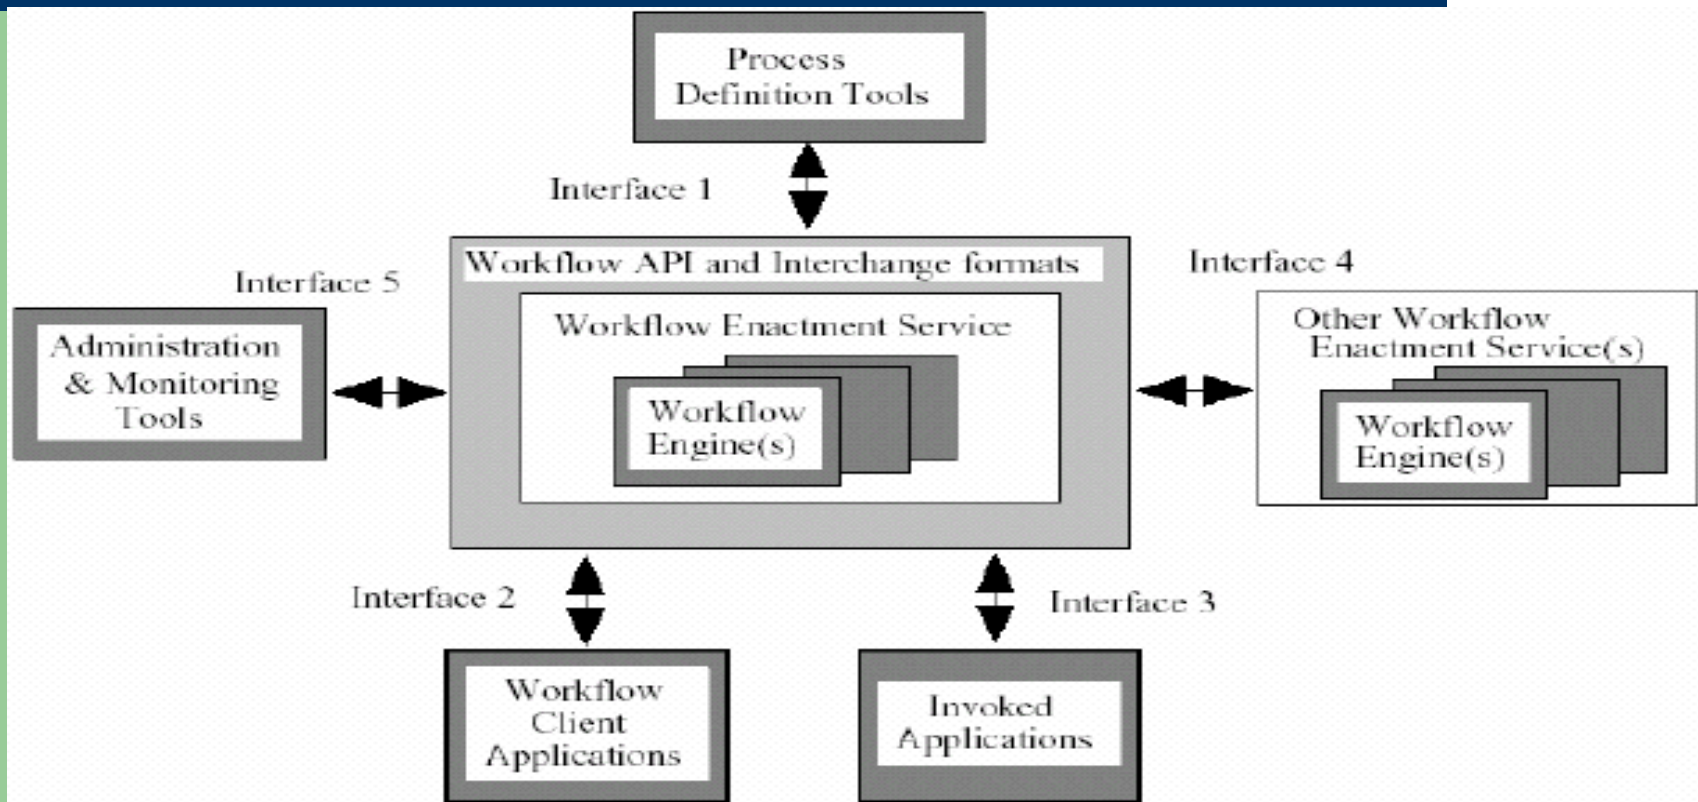 Process
Definition Tools
Interface 1
Workflow API and Interchange formats
Interface 4
Interface 5
Workflow Enactment Service
Other Workflow
Enactment Service(s)
Administration
& Monitoring
Tools
Workflow
Engine(s)
Workflow
Engine(s)
Interface 2
Interface 3
Workflow
Client
Applications
Invoked
Applications